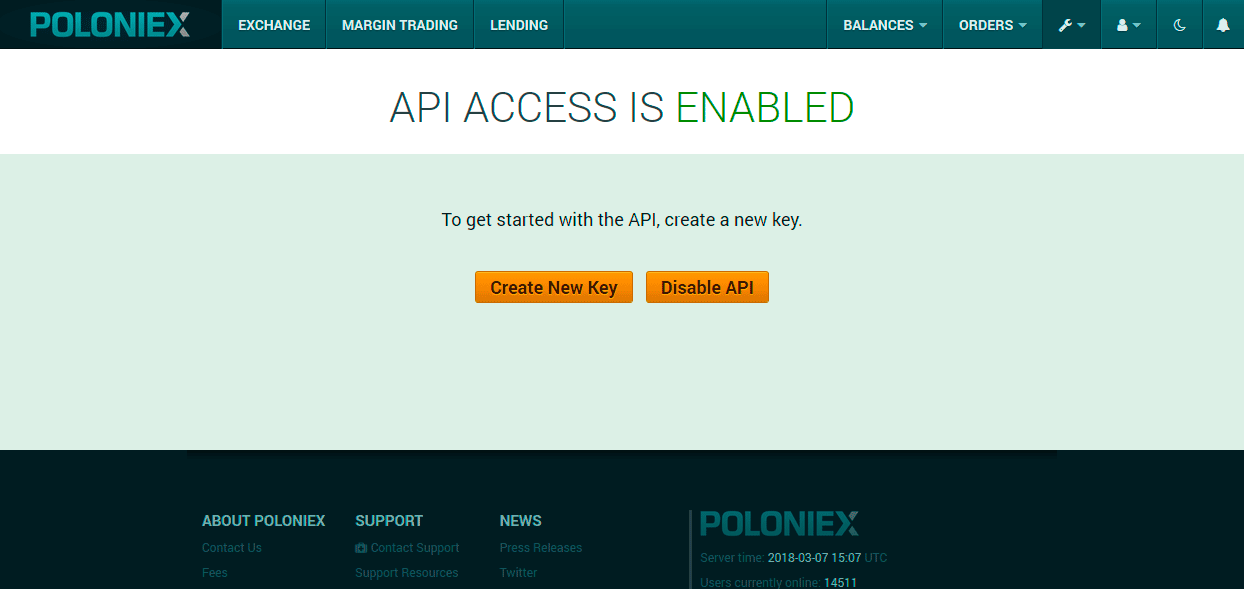 POLONIEX EXCHANGE MARGIN TRADING LENDING BALANCES ORDERS
API ACCESS IS ENABLED
To get started with the API, create a new key.
Create New Key Disable API
ABOUT POLONIEX SUPPORT NEWS POLONIEX
Contact Us Contact Support Press Releases Server time: 2018-03-07 15:07 UTC
Fees Support Resources Twitter Users currently online: 14511